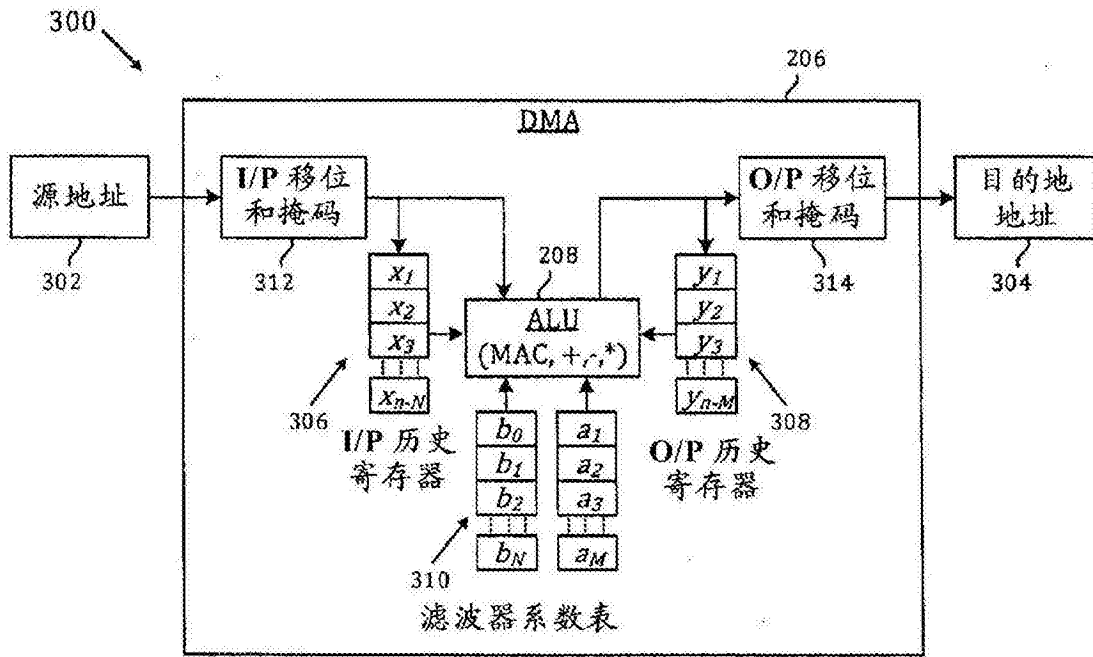 300
206
DMA
源地址
302
I/P 移位
和掩码
312
O/P 移位
和掩码
314
目的地
地址
304
x1
x2
x3
xn-N
306
I/P 历史
寄存器
208
ALU
(MAC, +,-,*)
y1
y2
y3
yn-M
308
O/P 历史
寄存器
b0
b1
b2
bN
a1
a2
a3
aM
310
滤波器系数表